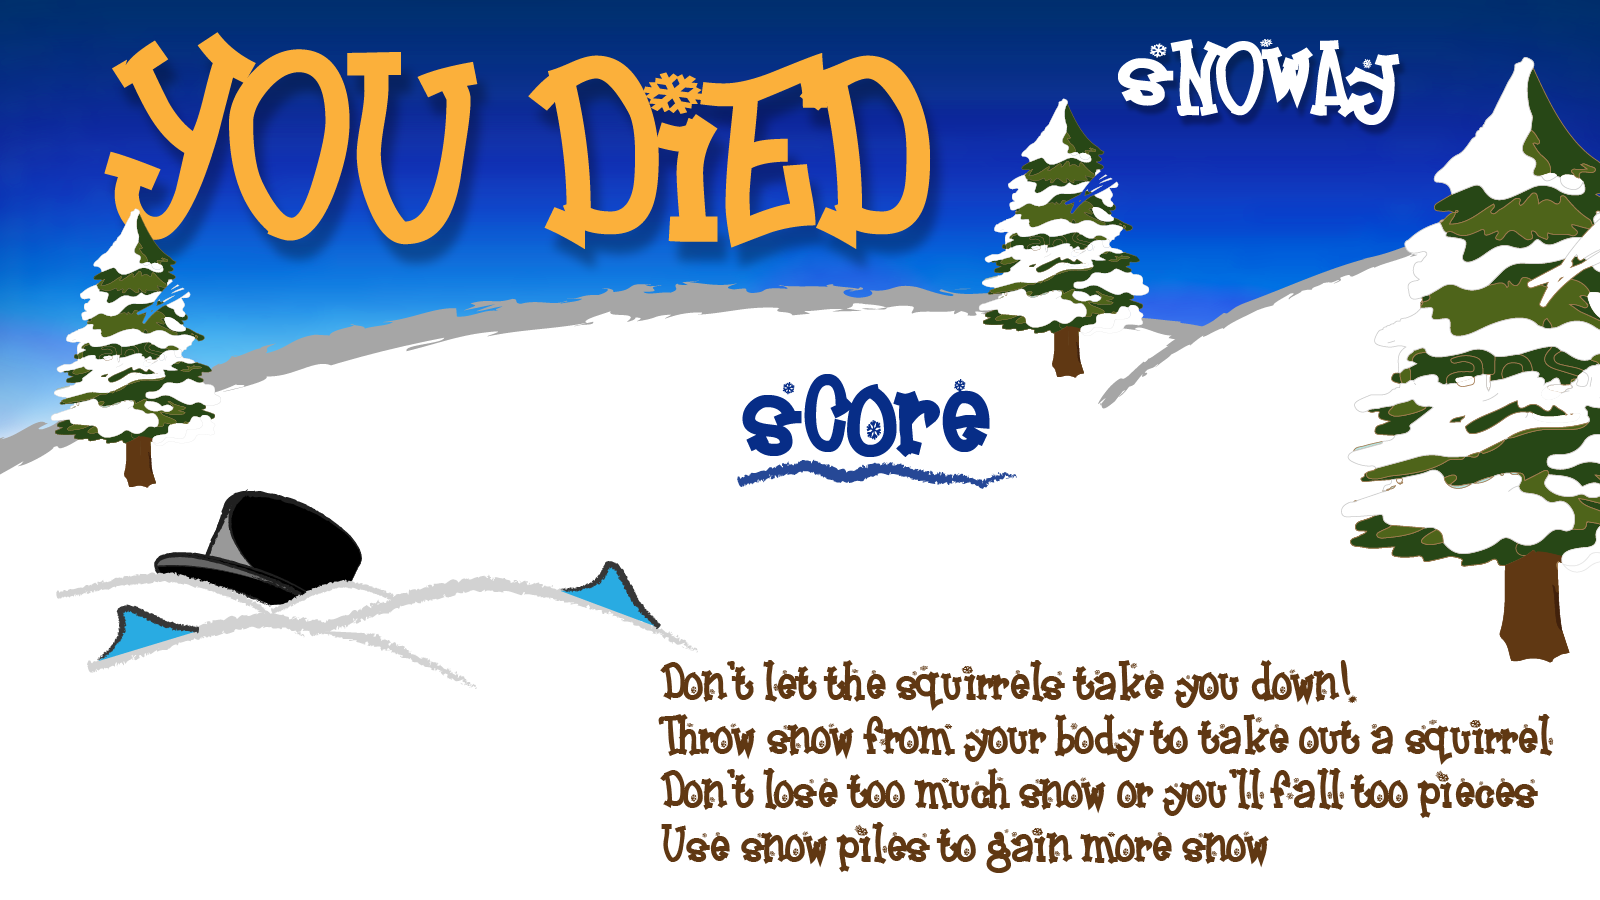 YOU DiED
sNOWAy
sCore
Don't let the squirrels take you down!
Throw snow from your body to take out a squirrel
Don't lose too much snow or you'll fall too pieces
Use snow piles to gain more snow